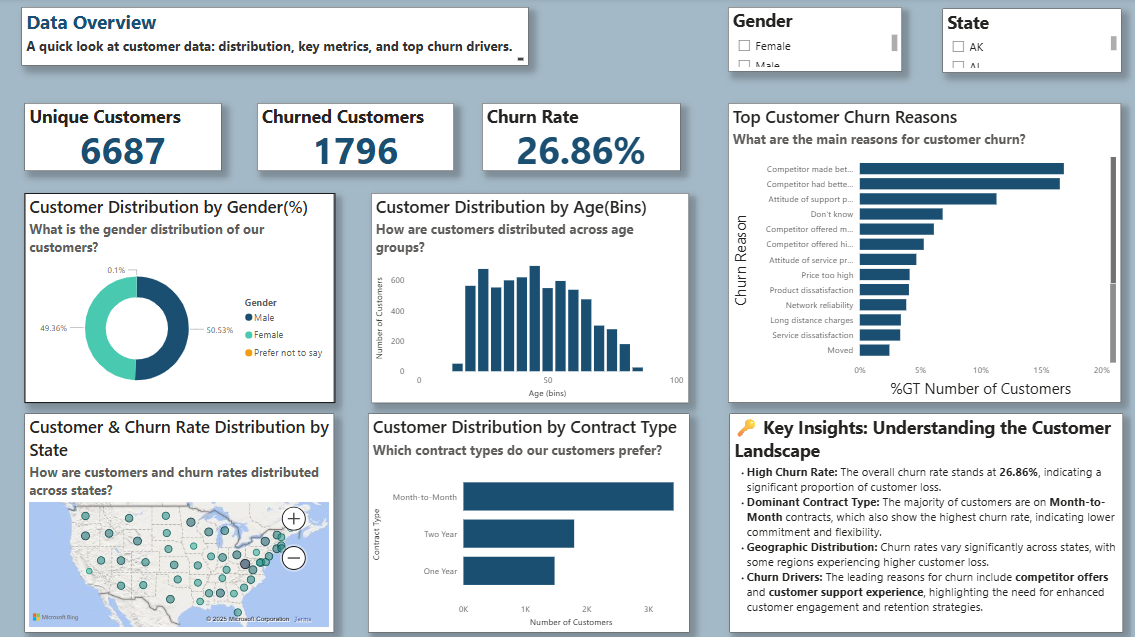 Data Overview
A quick look at customer data: distribution, key metrics, and top churn drivers.
Gender
Female
Male
State
AK
AL
Unique Customers
6687
Churned Customers
1796
Churn Rate
26.86%
Customer Distribution by Gender(%)
What is the gender distribution of our
customers?
0.1%
49.36%
50.53%
Gender
Male
Female
Prefer not to say
Customer Distribution by Age(Bins)
How are customers distributed across age
groups?
Number of Customers
600
400
200
0
0
50
100
Age (bins)
Top Customer Churn Reasons
What are the main reasons for customer churn?
Churn Reason
Competitor made bet...
Competitor had bette...
Attitude of support p...
Don't know
Competitor offered m...
Competitor offered hi...
Attitude of service pr...
Price too high
Product dissatisfaction
Network reliability
Long distance charges
Service dissatisfaction
Moved
0%
5%
10%
15%
20%
%GT Number of Customers
Customer & Churn Rate Distribution by
State
How are customers and churn rates distributed
across states?
Microsoft Bing
© 2025 Microsoft Corporation
Terms
Customer Distribution by Contract Type
Which contract types do our customers prefer?
Contract Type
Month-to-Month
Two Year
One Year
0K
1K
2K
3K
Number of Customers
🔑 Key Insights: Understanding the Customer
Landscape
· High Churn Rate: The overall churn rate stands at 26.86%, indicating a
significant proportion of customer loss.
· Dominant Contract Type: The majority of customers are on Month-to-
Month contracts, which also show the highest churn rate, indicating lower
commitment and flexibility.
· Geographic Distribution: Churn rates vary significantly across states, with
some regions experiencing higher customer loss.
· Churn Drivers: The leading reasons for churn include competitor offers
and customer support experience, highlighting the need for enhanced
customer engagement and retention strategies.